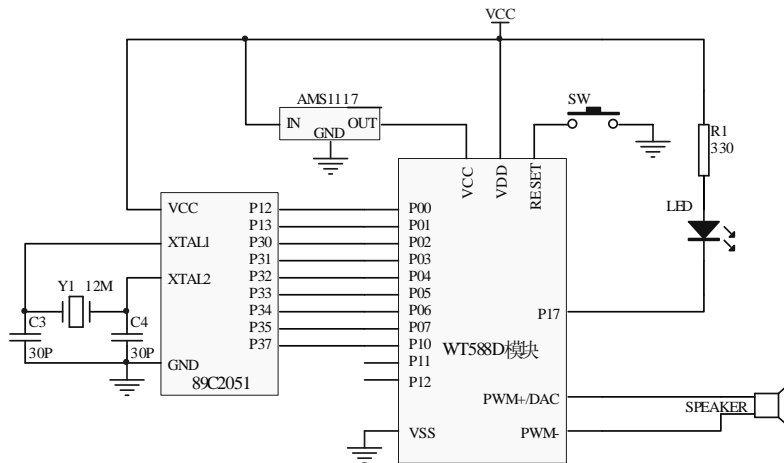 VCC
AMS1117
IN
OUT
GND
SW
R1
330
VCC
VDD
RESET
LED
VCC
XTAL1
XTAL2
GND
P12
P13
P30
P31
P32
P33
P34
P35
P37
89C2051
Y1
12M
C3
30P
C4
30P
P00
P01
P02
P03
P04
P05
P06
P07
P10
P11
P12
VSS
P17
WT588D模块
PWM+/DAC
PWM-
SPEAKER